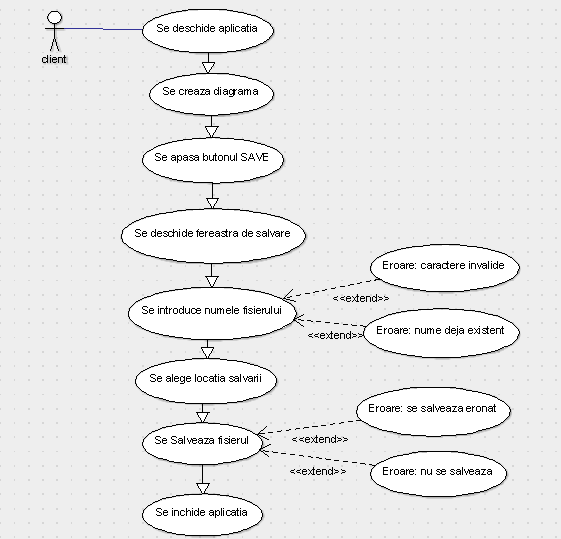 Se deschide aplicatia
client
Se creaza diagrama
Se apasa butonul SAVE
Se deschide fereastra de salvare
Eroare: caractere invalide
<<extend>>
Se introduce numele fisierului
Eroare: nume deja existent
<<extend>>
Se alege locatia salvarii
Eroare: se salveaza eronat
Se Salveaza fisierul
<<extend>>
Eroare: nu se salveaza
<<extend>>
Se inchide aplicatia